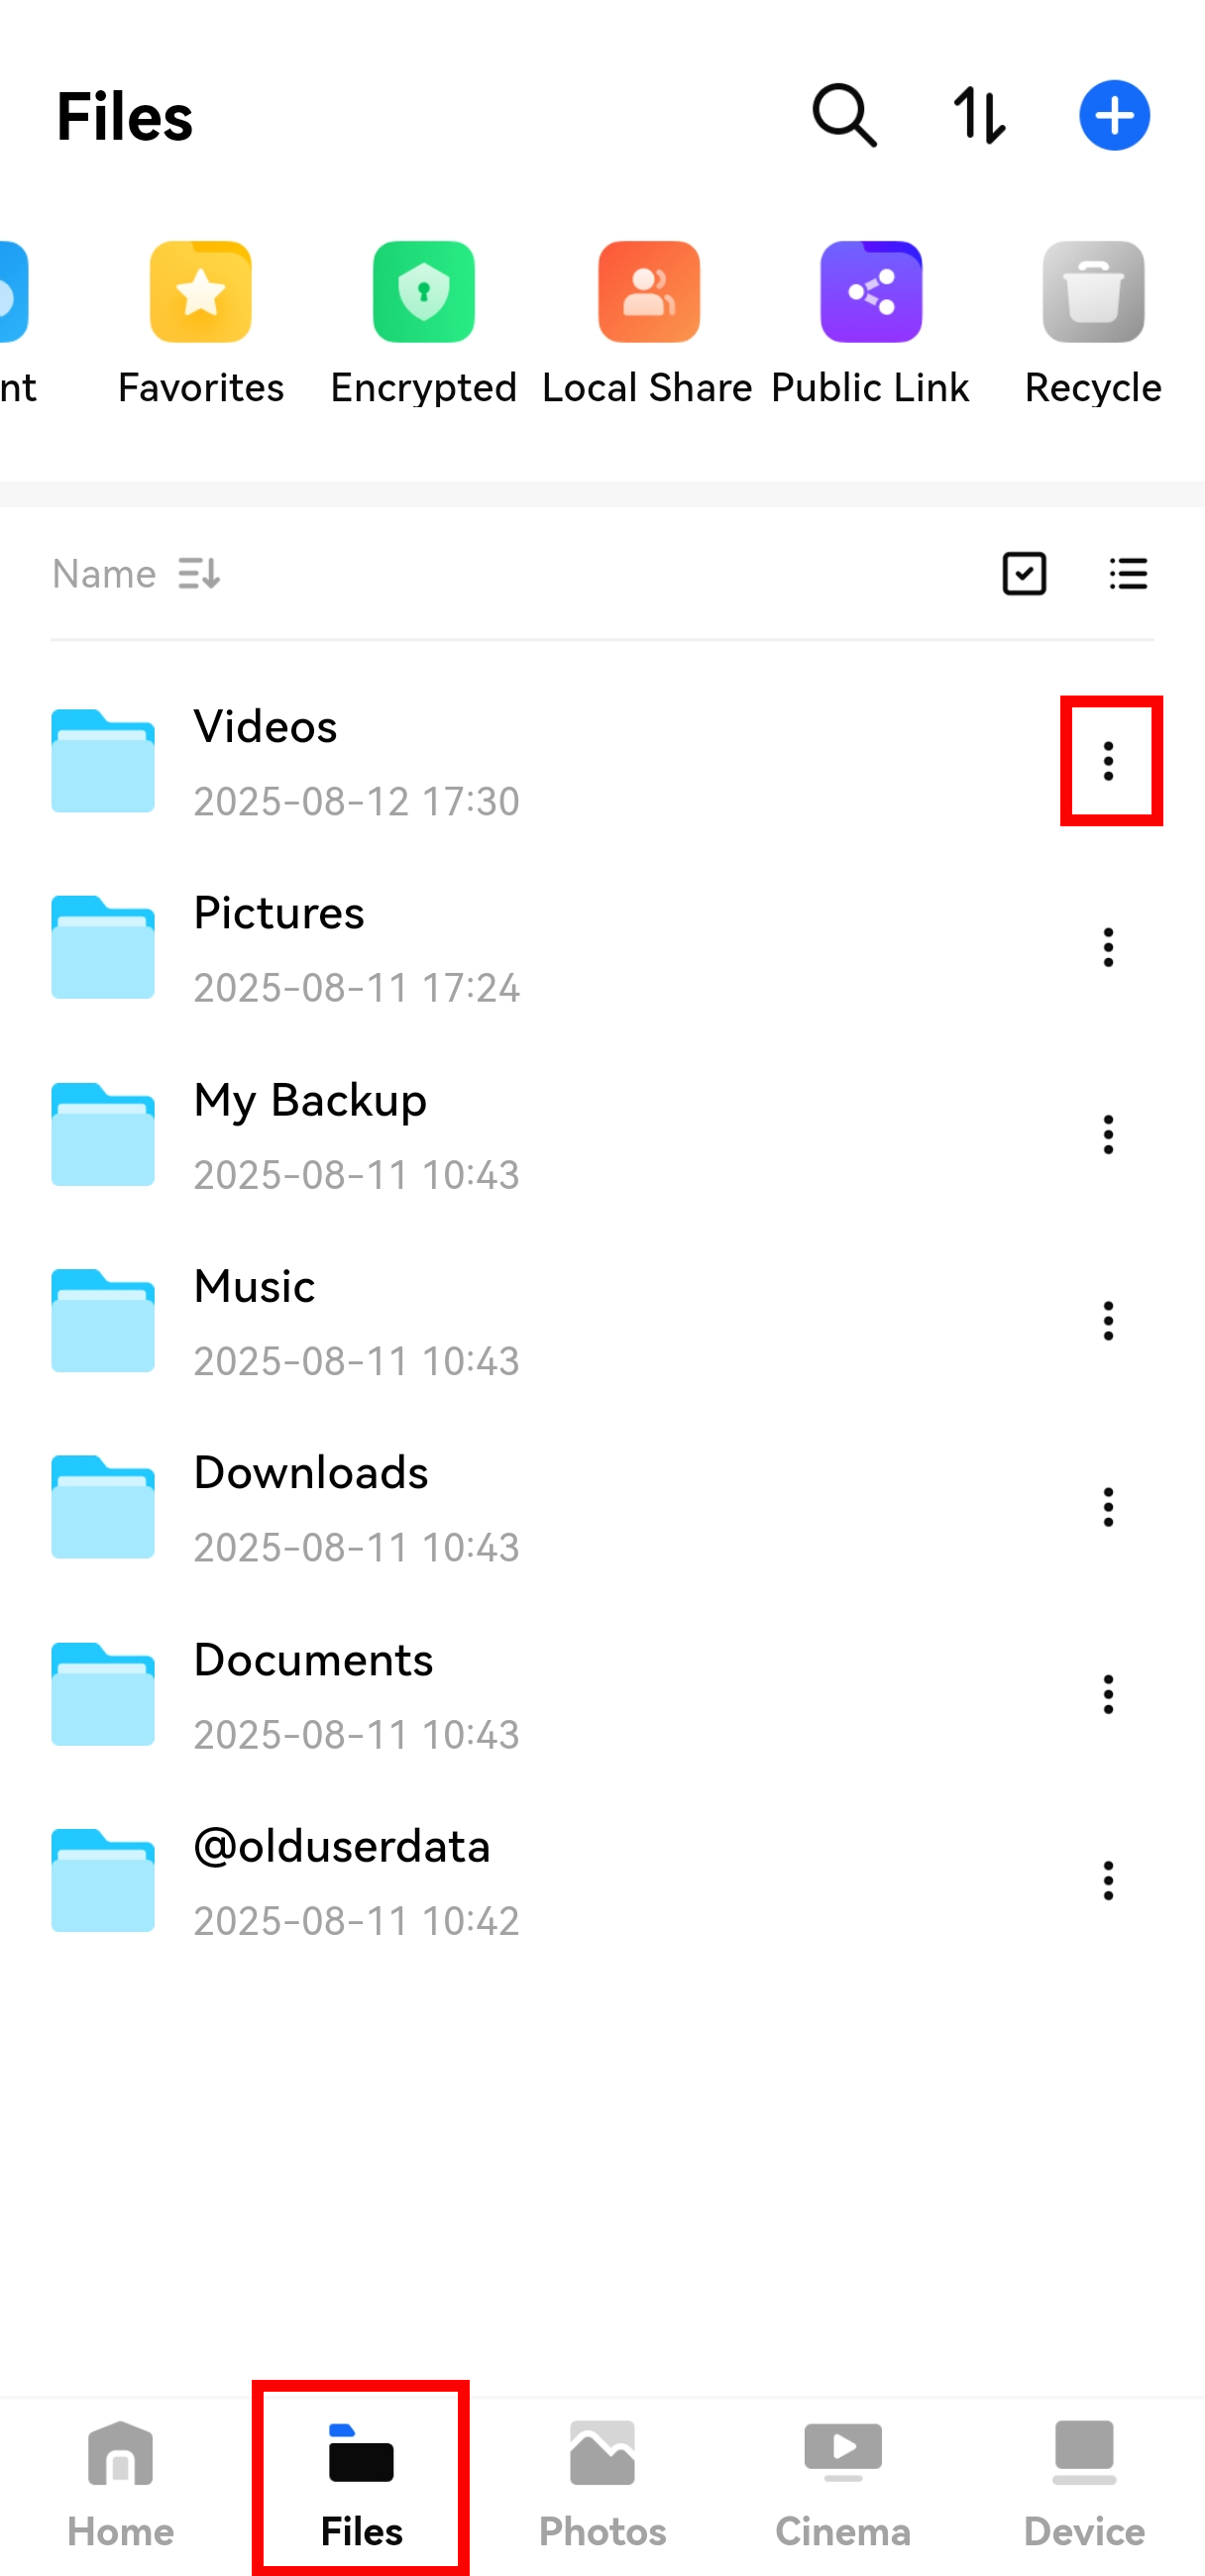 Files
nt Favorites Encrypted Local Share Public Link Recycle
Name
Videos
2025-08-12 17:30
Pictures
2025-08-11 17:24
My Backup
2025-08-11 10:43
Music
2025-08-11 10:43
Downloads
2025-08-11 10:43
Documents
2025-08-11 10:43
@olduserdata
2025-08-11 10:42
Home Files Photos Cinema Device